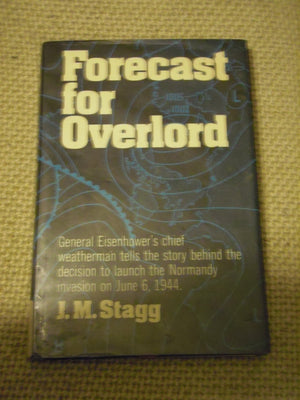 Forecast
for
Overlord
General Eisenhower's chief
weatherman tells the story behind the
decision to launch the Normandy
invasion on June 6, 1944.
J. M. Stagg
L